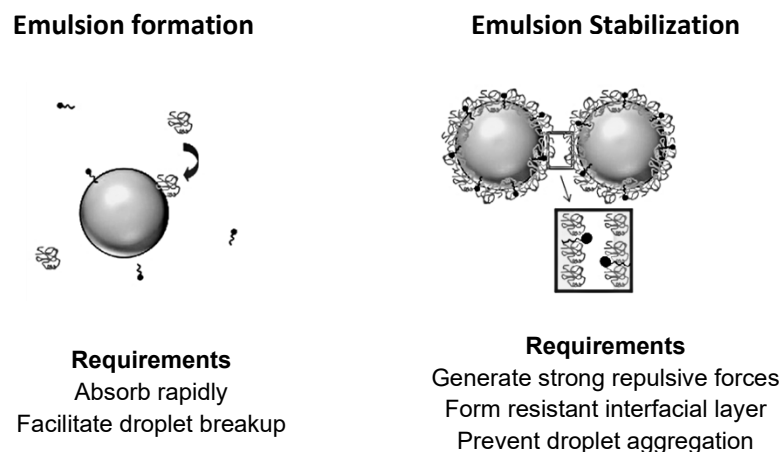 Emulsion formation
Emulsion Stabilization
Requirements
Absorb rapidly
Facilitate droplet breakup
Requirements
Generate strong repulsive forces
Form resistant interfacial layer
Prevent droplet aggregation